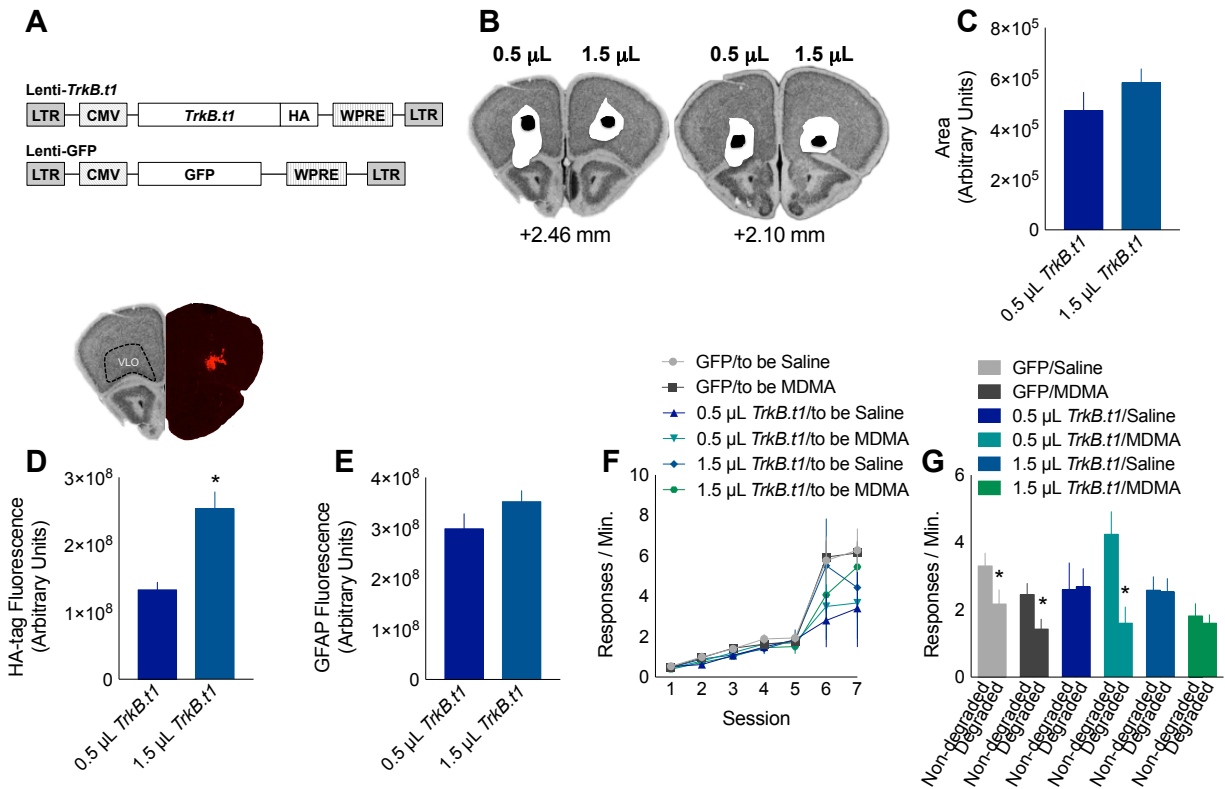 A
Lenti-TrkB.t1
LTR CMV TrkB.t1 HA WPRE LTR
Lenti-GFP
LTR CMV GFP WPRE LTR
B
0.5 µL 1.5 µL 0.5 µL 1.5 µL
+2.46 mm +2.10 mm
C
Area
(Arbitrary Units)
8×10⁵
6×10⁵
4×10⁵
2×10⁵
0
0.5 µL TrkB.t1
1.5 µL TrkB.t1
VLO
D
HA-tag Fluorescence
(Arbitrary Units)
3×10⁸
2×10⁸
1×10⁸
0
*
0.5 µL TrkB.t1
1.5 µL TrkB.t1
E
GFAP Fluorescence
(Arbitrary Units)
4×10⁸
3×10⁸
2×10⁸
1×10⁸
0
0.5 µL TrkB.t1
1.5 µL TrkB.t1
GFP/to be Saline
GFP/to be MDMA
0.5 µL TrkB.t1/to be Saline
0.5 µL TrkB.t1/to be MDMA
1.5 µL TrkB.t1/to be Saline
1.5 µL TrkB.t1/to be MDMA
F
Responses / Min.
10
8
6
4
2
0
1 2 3 4 5 6 7
Session
GFP/Saline
GFP/MDMA
0.5 µL TrkB.t1/Saline
0.5 µL TrkB.t1/MDMA
1.5 µL TrkB.t1/Saline
1.5 µL TrkB.t1/MDMA
G
Responses / Min.
6
4
2
0
* * *
Non-degraded
Degraded
Non-degraded
Degraded
Non-degraded
Degraded
Non-degraded
Degraded
Non-degraded
Degraded
Non-degraded
Degraded